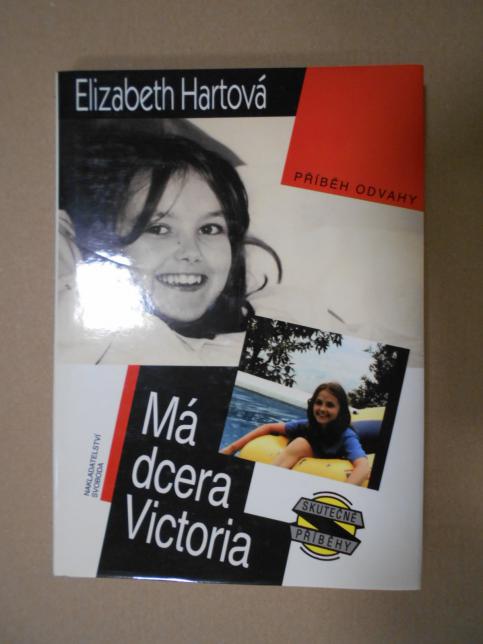 Elizabeth Hartová
PŘÍBĚH ODVAHY
Má
dcera
Victoria
NAKLADATELSTVÍ
SVOBODA
SKUTEČNÉ
PŘÍBĚHY